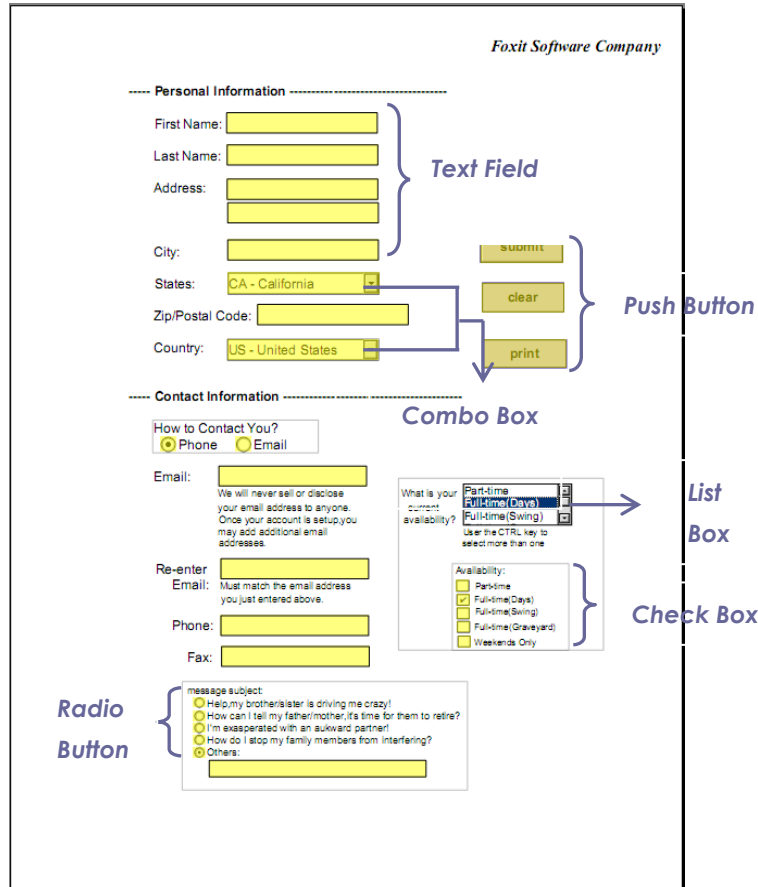 Foxit Software Company
----- Personal Information -----------------------------------
First Name:
Last Name:
Text Field
Address:
City:
submit
States: CA - California
clear
Push Button
Zip/Postal Code:
Country: US - United States
print
----- Contact Information ----------------------------------------
Combo Box
How to Contact You?
Phone Email
Email:
We will never sell or disclose
your email address to anyone.
Once your account is setup,you
may add additional email
addresses.
What is your
current
availability?
Part-time
Full-time(Days)
Full-time(Swing)
User the CTRL key to
select more than one
List
Box
Re-enter
Email:
Must match the email address
you just entered above.
Availability:
Part-time
Full-time(Days)
Full-time(Swing)
Full-time(Graveyard)
Weekends Only
Check Box
Phone:
Fax:
Radio
Button
message subject:
Help,my brother/sister is driving me crazy!
How can I tell my father/mother,it's time for them to retire?
I'm exasperated with an aukward partner!
How do I stop my family members from interfering?
Others: